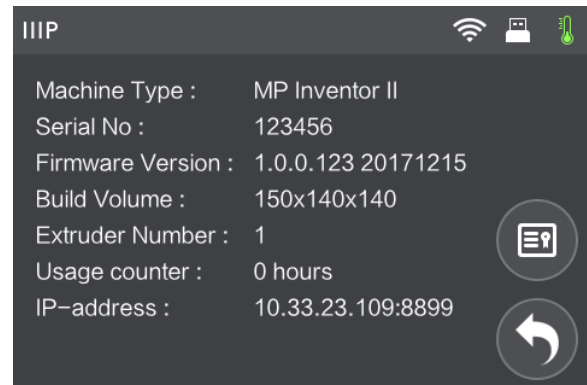 IIIP
Machine Type : MP Inventor II
Serial No : 123456
Firmware Version : 1.0.0.123 20171215
Build Volume : 150x140x140
Extruder Number : 1
Usage counter : 0 hours
IP-address : 10.33.23.109:8899